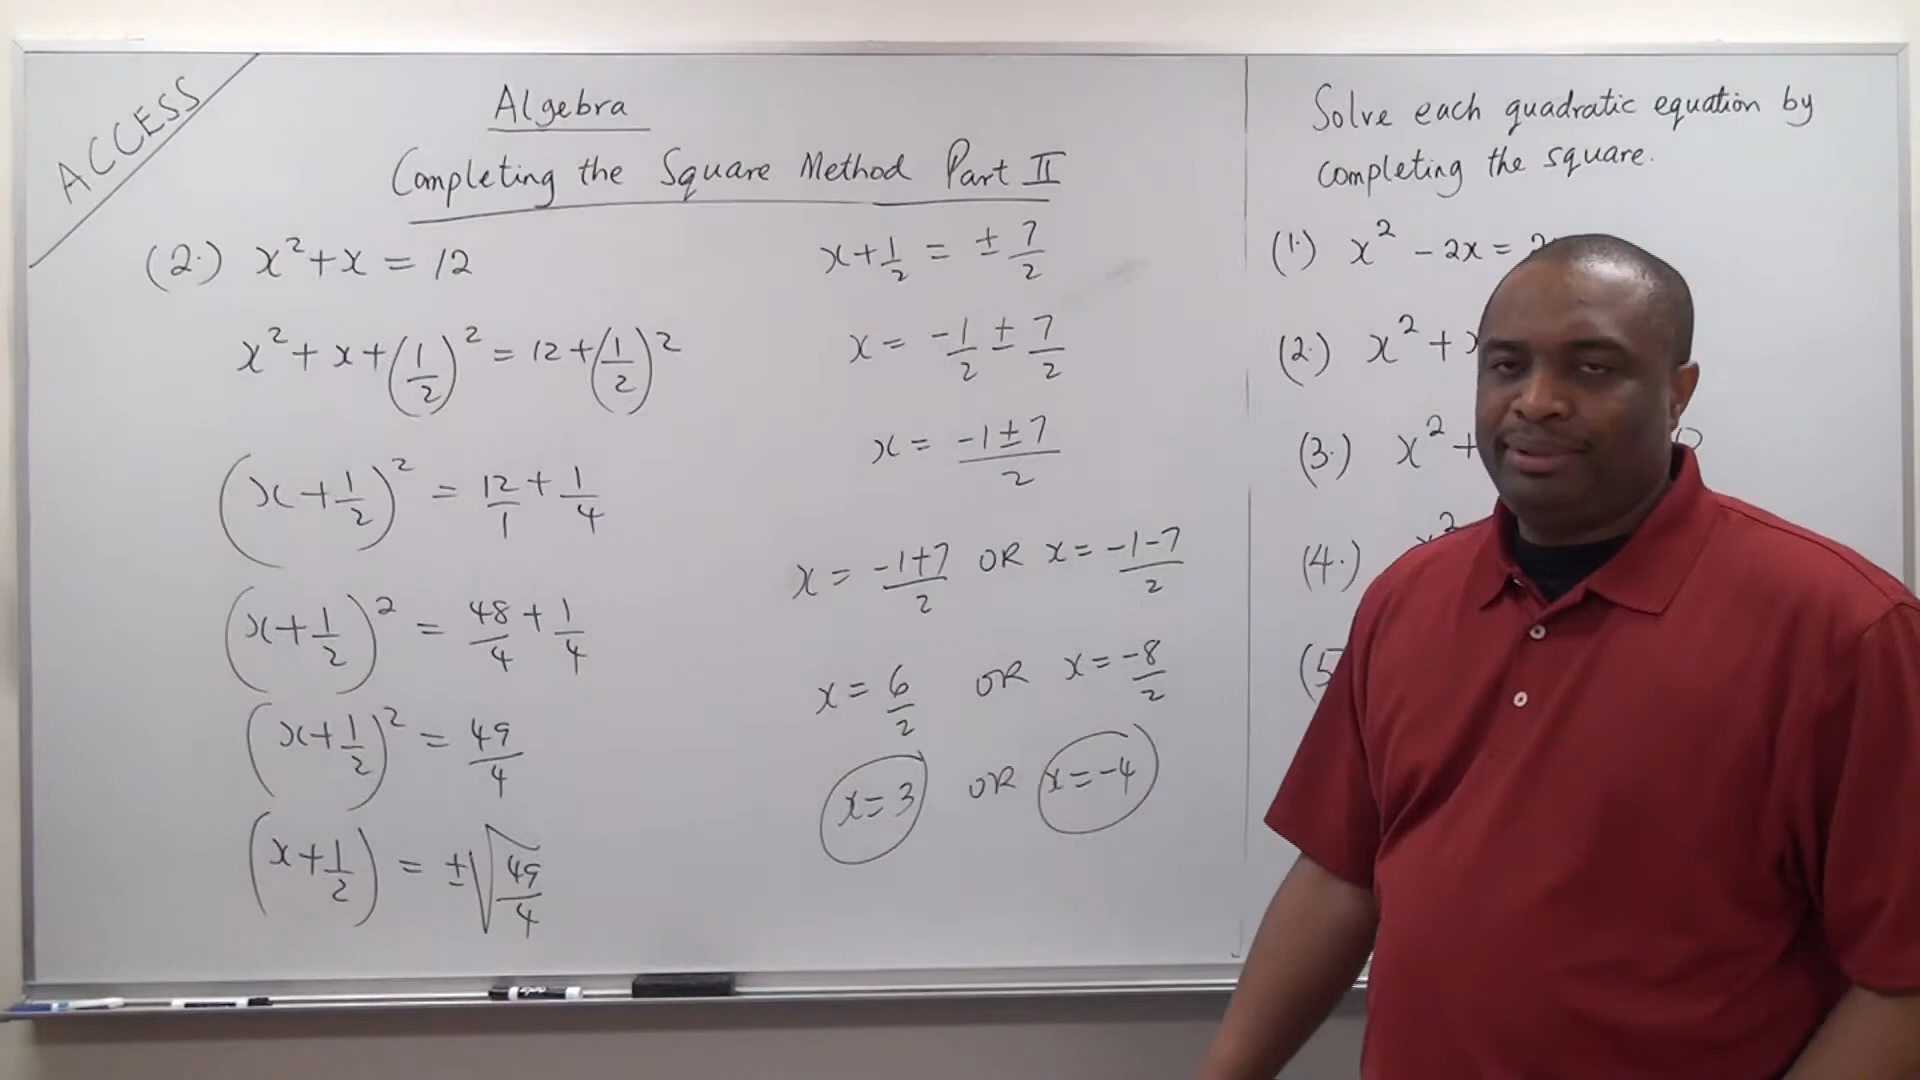 ACCESS
Algebra
Completing the Square Method Part II
(2.) x² + x = 12
x² + x + (1/2)² = 12 + (1/2)²
(x + 1/2)² = 12/1 + 1/4
(x + 1/2)² = 48/4 + 1/4
(x + 1/2)² = 49/4
(x + 1/2) = ±√49/4
x + 1/2 = ± 7/2
x = -1/2 ± 7/2
x = -1 ± 7/2
x = -1+7/2 OR x = -1-7/2
x = 6/2 OR x = -8/2
x = 3 OR x = -4
Solve each quadratic equation by
completing the square.
(1.) x² - 2x =
(2.) x² +
(3.) x² +
(4.)
(5